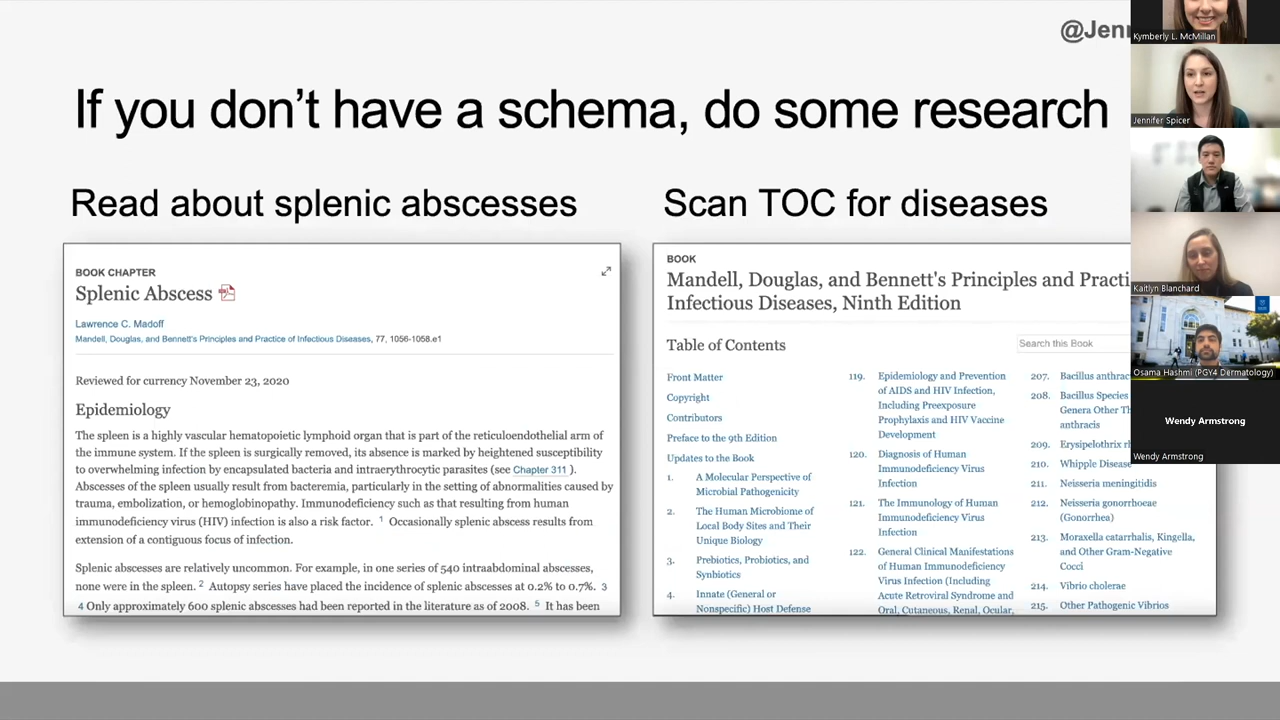 @Jenn
If you don't have a schema, do some research
Read about splenic abscesses
BOOK CHAPTER
Splenic Abscess
Lawrence C. Madoff
Mandell, Douglas, and Bennett's Principles and Practice of Infectious Diseases, 77, 1056-1058.e1
Reviewed for currency November 23, 2020
Epidemiology
The spleen is a highly vascular hematopoietic lymphoid organ that is part of the reticuloendothelial arm of
the immune system. If the spleen is surgically removed, its absence is marked by heightened susceptibility
to overwhelming infection by encapsulated bacteria and intraerythrocytic parasites (see Chapter 311 ).
Abscesses of the spleen usually result from bacteremia, particularly in the setting of abnormalities caused by
trauma, embolization, or hemoglobinopathy. Immunodeficiency such as that resulting from human
immunodeficiency virus (HIV) infection is also a risk factor. 1 Occasionally splenic abscess results from
extension of a contiguous focus of infection.
Splenic abscesses are relatively uncommon. For example, in one series of 540 intraabdominal abscesses,
none were in the spleen. 2 Autopsy series have placed the incidence of splenic abscesses at 0.2% to 0.7%. 3
4 Only approximately 600 splenic abscesses had been reported in the literature as of 2008. 5 It has been
Scan TOC for diseases
BOOK
Mandell, Douglas, and Bennett's Principles and Practi
Infectious Diseases, Ninth Edition
Table of Contents
Search this Book
Front Matter
Copyright
Contributors
Preface to the 9th Edition
Updates to the Book
1. A Molecular Perspective of
Microbial Pathogenicity
2. The Human Microbiome of
Local Body Sites and Their
Unique Biology
3. Prebiotics, Probiotics, and
Synbiotics
4. Innate (General or
Nonspecific) Host Defense
119. Epidemiology and Prevention
of AIDS and HIV Infection,
Including Preexposure
Prophylaxis and HIV Vaccine
Development
120. Diagnosis of Human
Immunodeficiency Virus
Infection
121. The Immunology of Human
Immunodeficiency Virus
Infection
122. General Clinical Manifestations
of Human Immunodeficiency
Virus Infection (Including
Acute Retroviral Syndrome and
Oral, Cutaneous, Renal, Ocular,
207. Bacillus anthrac
208. Bacillus Species
Genera Other Th
anthracis
209. Erysipelothrix rh
210. Whipple Disease
211. Neisseria meningitidis
212. Neisseria gonorrhoeae
(Gonorrhea)
213. Moraxella catarrhalis, Kingella,
and Other Gram-Negative
Cocci
214. Vibrio cholerae
215. Other Pathogenic Vibrios
Kymberly L. McMillan
Jennifer Spicer
Kaitlyn Blanchard
Osama Hashmi (PGY4 Dermatology)
Wendy Armstrong
Wendy Armstrong